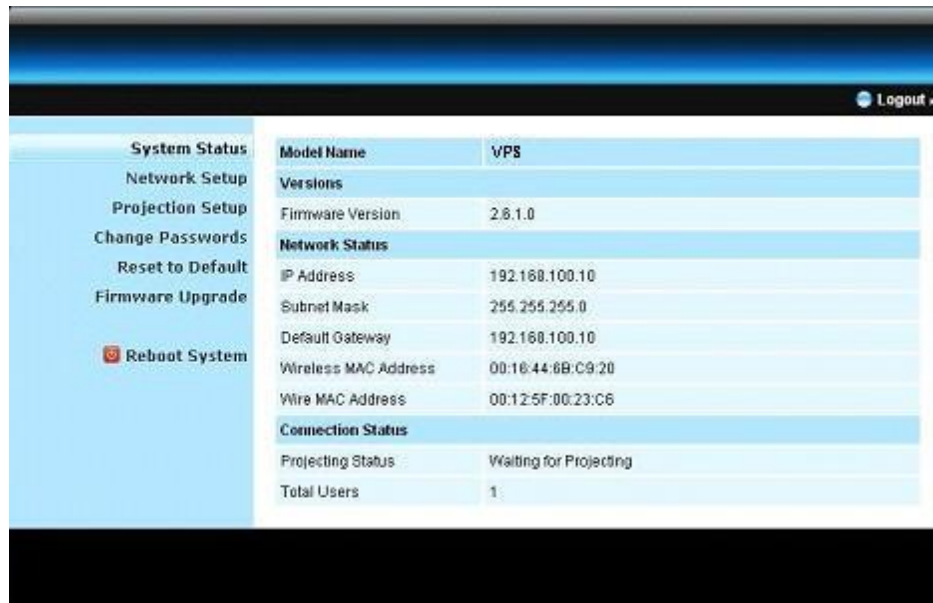 Logout
System Status
Network Setup
Projection Setup
Change Passwords
Reset to Default
Firmware Upgrade
Reboot System
Model Name VPS
Versions
Firmware Version 2.6.1.0
Network Status
IP Address 192.168.100.10
Subnet Mask 255.255.255.0
Default Gateway 192.168.100.10
Wireless MAC Address 00:16:44:6B:C9:20
Wire MAC Address 00:12:5F:00:23:C6
Connection Status
Projecting Status Waiting for Projecting
Total Users 1